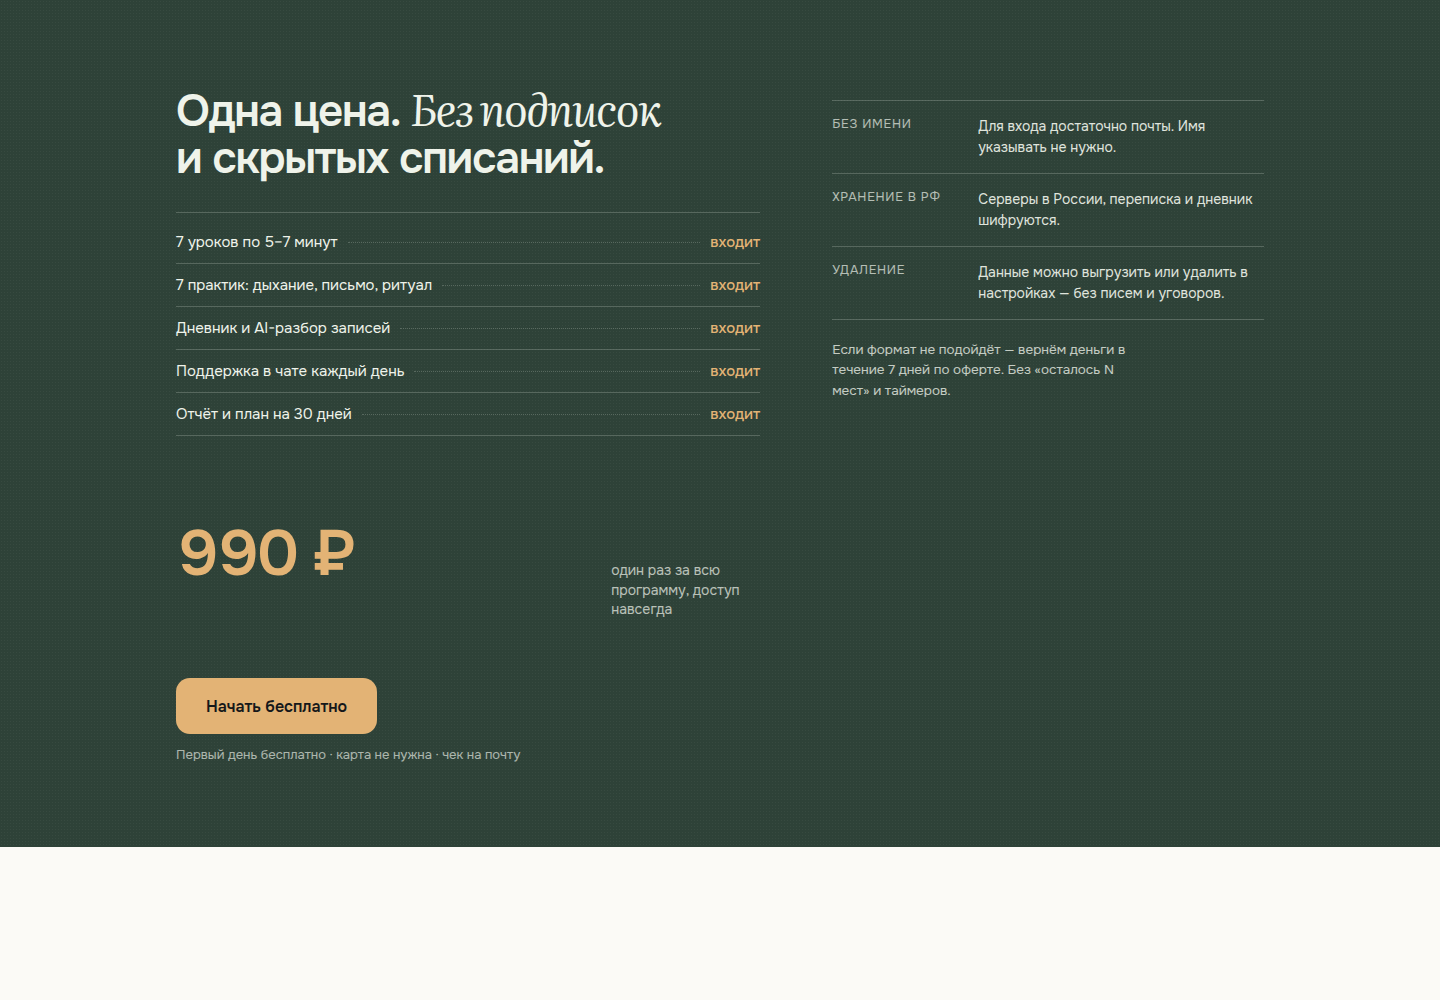 Одна цена. Без подписок
и скрытых списаний.
7 уроков по 5–7 минут входит
7 практик: дыхание, письмо, ритуал входит
Дневник и AI-разбор записей входит
Поддержка в чате каждый день входит
Отчёт и план на 30 дней входит
990 ₽
один раз за всю
программу, доступ
навсегда
Начать бесплатно
Первый день бесплатно · карта не нужна · чек на почту
БЕЗ ИМЕНИ
Для входа достаточно почты. Имя
указывать не нужно.
ХРАНЕНИЕ В РФ
Серверы в России, переписка и дневник
шифруются.
УДАЛЕНИЕ
Данные можно выгрузить или удалить в
настройках — без писем и уговоров.
Если формат не подойдёт — вернём деньги в
течение 7 дней по оферте. Без «осталось N
мест» и таймеров.